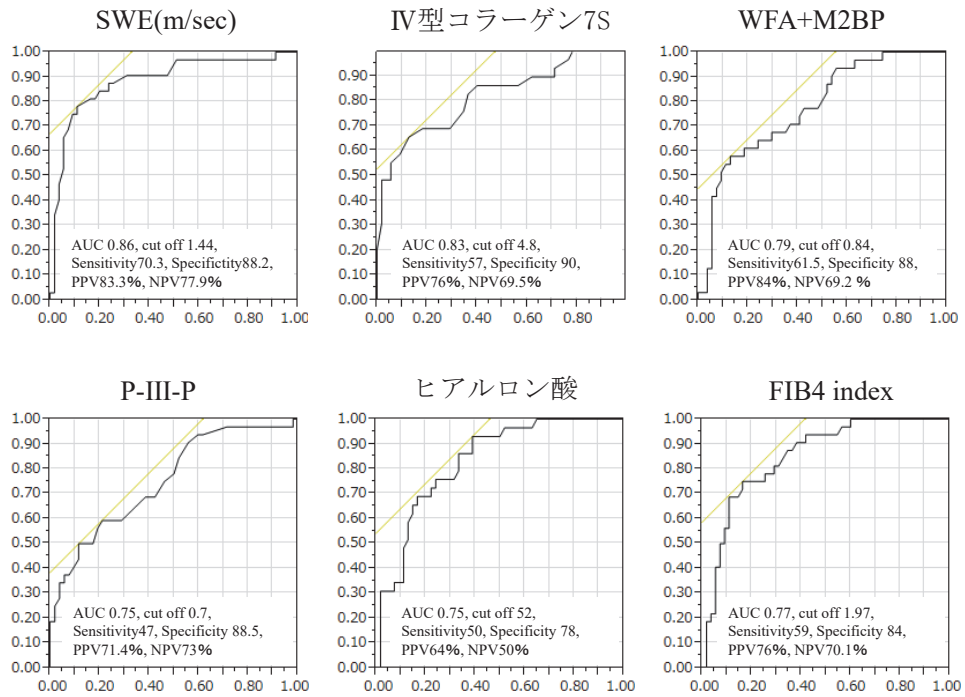 SWE(m/sec)
1.00
0.90
0.80
0.70
0.60
0.50
0.40
0.30
0.20
0.10
0.00
AUC 0.86, cut off 1.44,
Sensitivity70.3, Specifictity88.2,
PPV83.3%, NPV77.9%
0.00 0.20 0.40 0.60 0.80 1.00
Ⅳ型コラーゲン7S
0.90
0.80
0.70
0.60
0.50
0.40
0.30
0.20
0.10
0.00
AUC 0.83, cut off 4.8,
Sensitivity57, Specificity 90,
PPV76%, NPV69.5%
0.00 0.20 0.40 0.60 0.80
WFA+M2BP
1.00
0.90
0.80
0.70
0.60
0.50
0.40
0.30
0.20
0.10
0.00
AUC 0.79, cut off 0.84,
Sensitivity61.5, Specificity 88,
PPV84%, NPV69.2 %
0.00 0.20 0.40 0.60 0.80 1.00
P-III-P
1.00
0.90
0.80
0.70
0.60
0.50
0.40
0.30
0.20
0.10
0.00
AUC 0.75, cut off 0.7,
Sensitivity47, Specificity 88.5,
PPV71.4%, NPV73%
0.00 0.20 0.40 0.60 0.80 1.00
ヒアルロン酸
1.00
0.90
0.80
0.70
0.60
0.50
0.40
0.30
0.20
0.10
0.00
AUC 0.75, cut off 52,
Sensitivity50, Specificity 78,
PPV64%, NPV50%
0.00 0.20 0.40 0.60 0.80 1.00
FIB4 index
1.00
0.90
0.80
0.70
0.60
0.50
0.40
0.30
0.20
0.10
0.00
AUC 0.77, cut off 1.97,
Sensitivity59, Specificity 84,
PPV76%, NPV70.1%
0.00 0.20 0.40 0.60 0.80 1.00